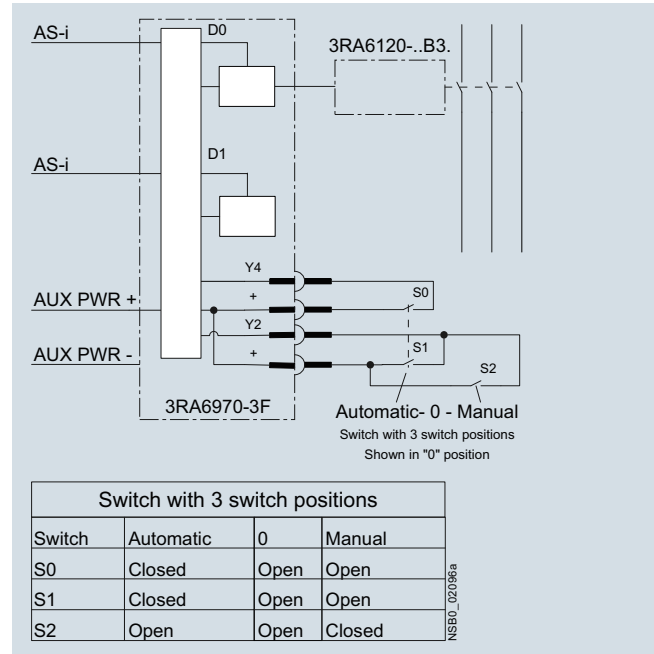 AS-i
D0
3RA6120-..B3.
AS-i
D1
Y4
+
S0
AUX PWR +
Y2
+
S1
AUX PWR -
S2
3RA6970-3F
Automatic- 0 - Manual
Switch with 3 switch positions
Shown in "0" position
Switch with 3 switch positions
Switch Automatic 0 Manual
S0 Closed Open Open
S1 Closed Open Open
S2 Open Open Closed
NSB0_02096a